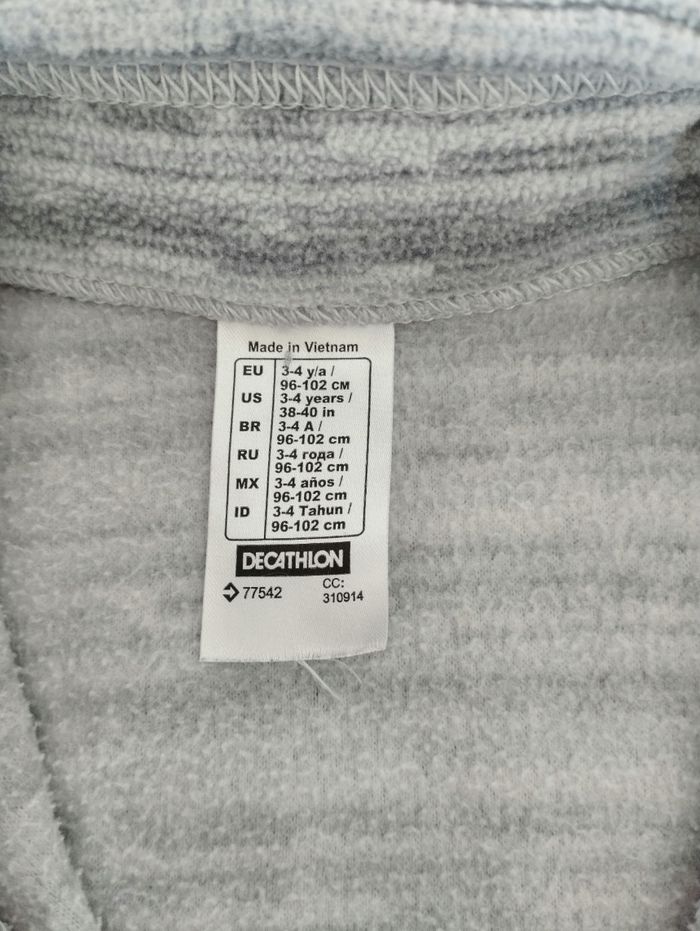 Made in Vietnam
EU 3-4 y/a /
96-102 см
US 3-4 years /
38-40 in
BR 3-4 A /
96-102 cm
RU 3-4 года /
96-102 cm
MX 3-4 años /
96-102 cm
ID 3-4 Tahun /
96-102 cm
DECATHLON
77542 CC:
310914